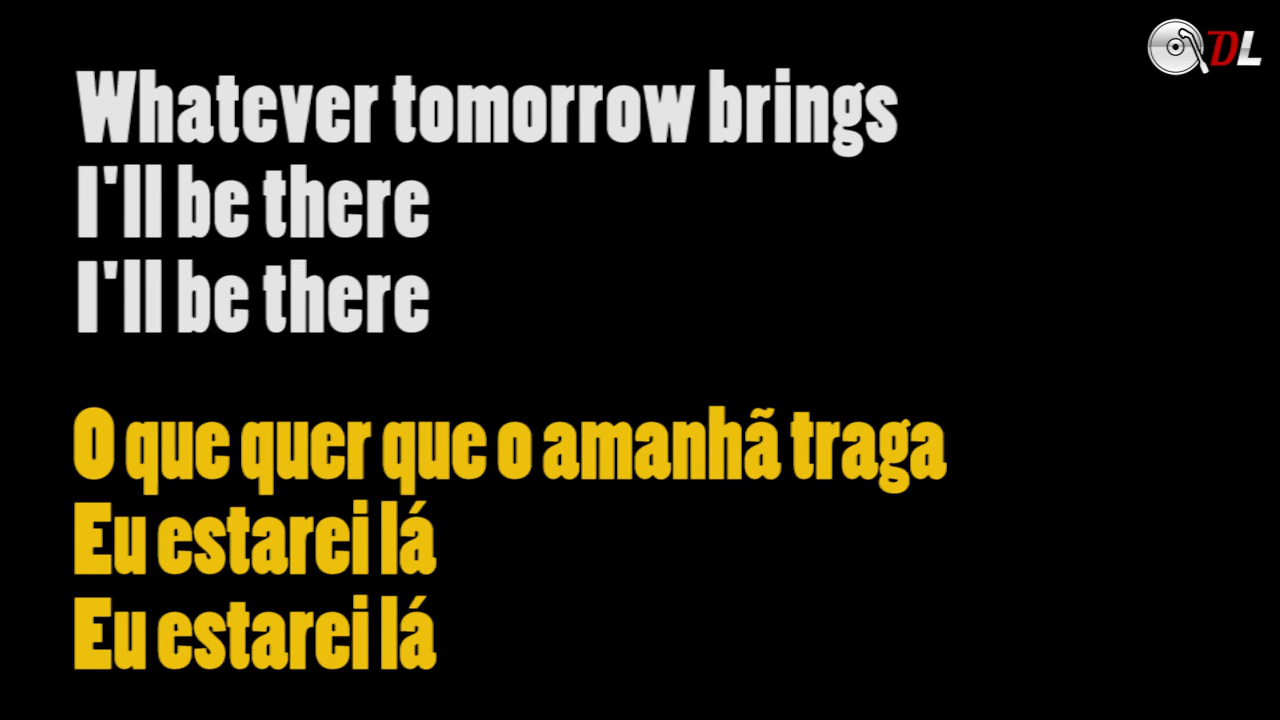 DL
Whatever tomorrow brings
I'll be there
I'll be there
O que quer que o amanhã traga
Eu estarei lá
Eu estarei lá